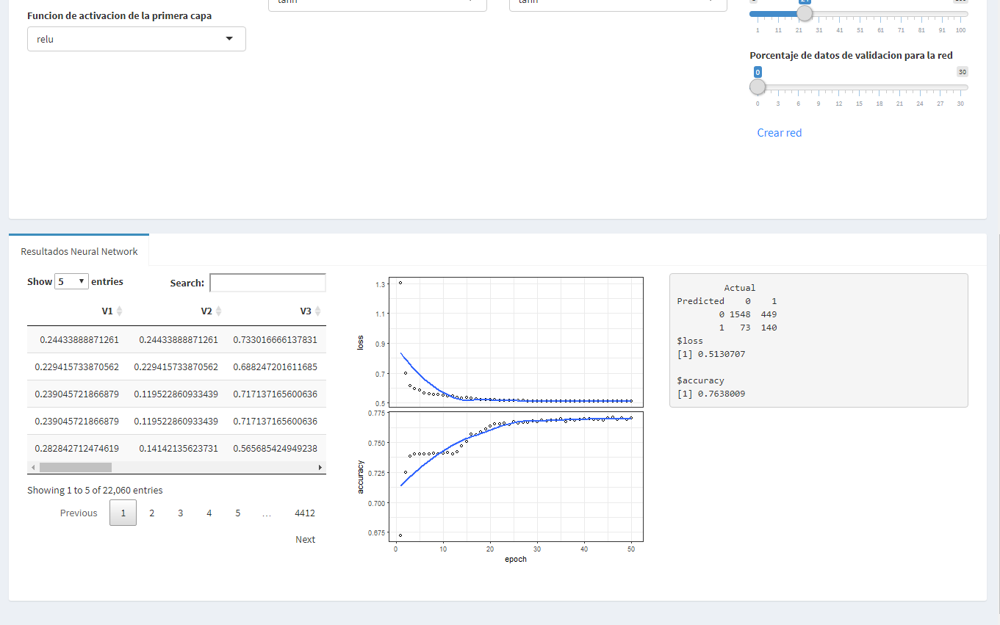 Funcion de activacion de la primera capa
relu
tanh
tanh
1 11 21 31 41 51 61 71 81 91 100
Porcentaje de datos de validacion para la red
0 30
0 3 6 9 12 15 18 21 24 27 30
Crear red
Resultados Neural Network
Show 5 entries Search:
V1 V2 V3
0.24433888871261 0.24433888871261 0.733016666137831
0.229415733870562 0.229415733870562 0.688247201611685
0.239045721866879 0.119522860933439 0.717137165600636
0.239045721866879 0.119522860933439 0.717137165600636
0.282842712474619 0.14142135623731 0.565685424949238
Showing 1 to 5 of 22,060 entries
Previous 1 2 3 4 5 … 4412
Next
1.3
1.1
0.9
0.7
0.5
loss
0.775
0.750
0.725
0.700
0.675
accuracy
0 10 20 30 40 50
epoch
Actual
Predicted 0 1
0 1548 449
1 73 140
$loss
[1] 0.5130707
$accuracy
[1] 0.7638009